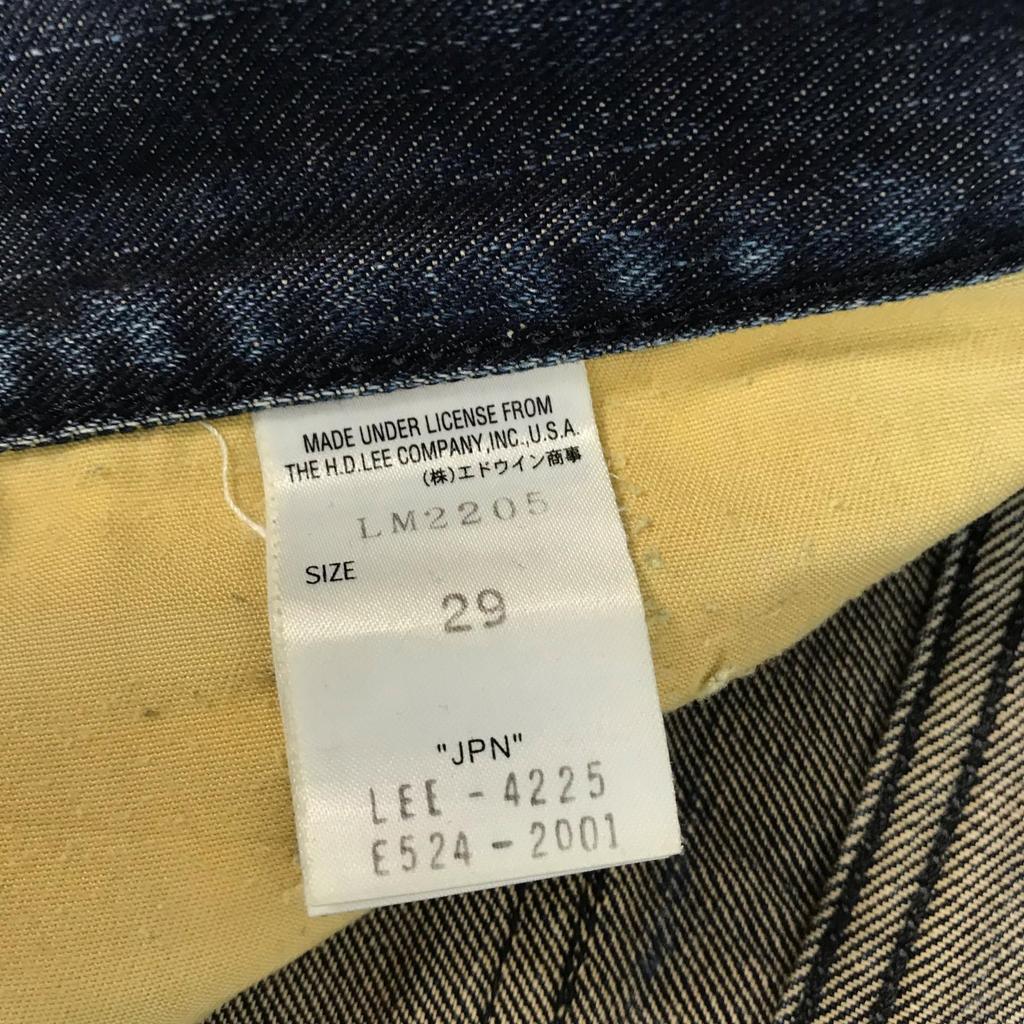 MADE UNDER LICENSE FROM
THE H.D.LEE COMPANY,INC.,U.S.A.
(株)エドウイン商事
LM2205
SIZE
29
"JPN"
LEE-4225
E524-2001